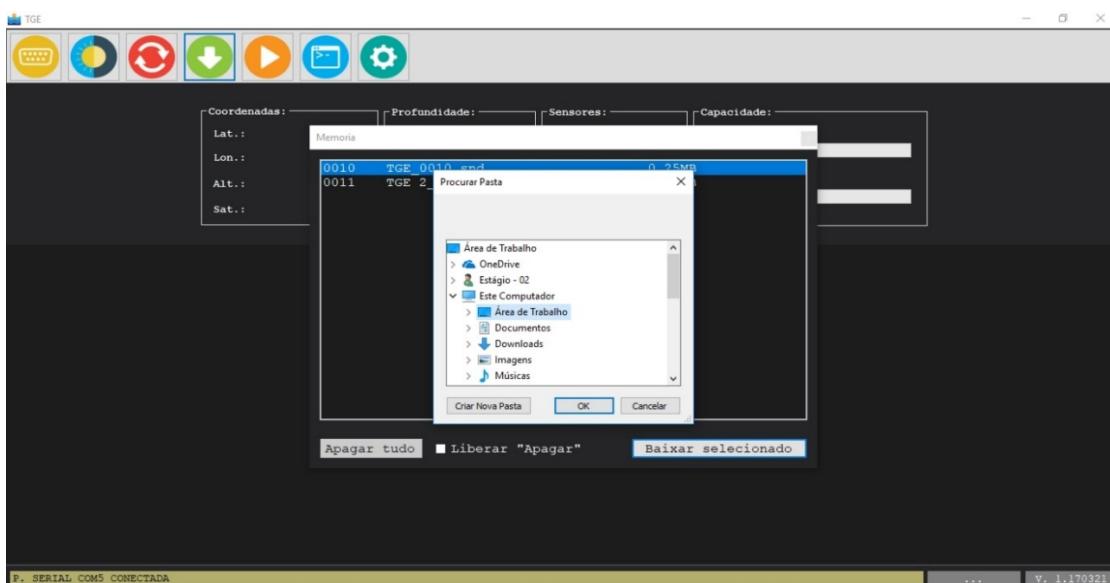 TGE
Coordenadas:
Profundidade:
Sensores:
Capacidade:
Lat.:
Lon.:
Alt.:
Sat.:
Memoria
0010 TGE_0010.snd 0.25MB
0011 TGE 2_
Procurar Pasta
Área de Trabalho
OneDrive
Estágio - 02
Este Computador
Área de Trabalho
Documentos
Downloads
Imagens
Músicas
Criar Nova Pasta OK Cancelar
Apagar tudo Liberar "Apagar" Baixar selecionado
P. SERIAL COM5 CONECTADA ... V. 1.170321